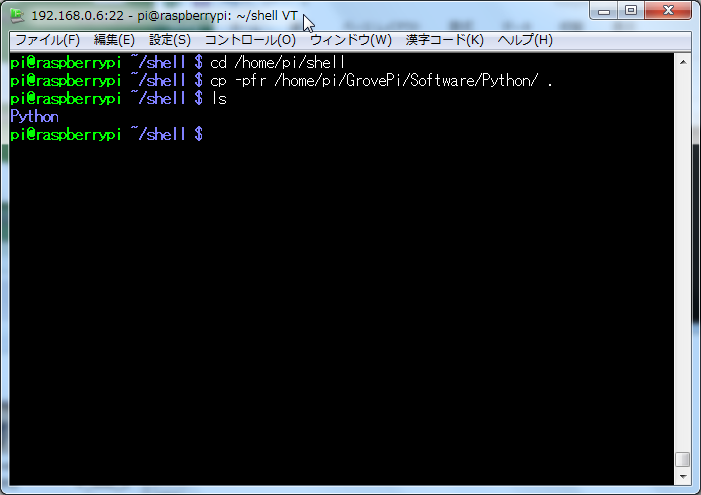 192.168.0.6:22 - pi@raspberrypi: ~/shell VT
ファイル(F) 編集(E) 設定(S) コントロール(O) ウィンドウ(W) 漢字コード(K) ヘルプ(H)
pi@raspberrypi ~/shell $ cd /home/pi/shell
pi@raspberrypi ~/shell $ cp -pfr /home/pi/GrovePi/Software/Python/ .
pi@raspberrypi ~/shell $ ls
Python
pi@raspberrypi ~/shell $